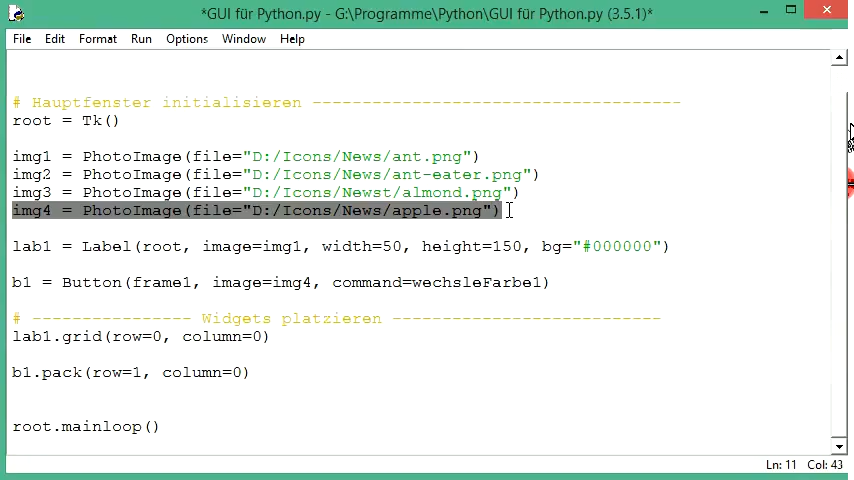 *GUI für Python.py - G:\Programme\Python\GUI für Python.py (3.5.1)*
File Edit Format Run Options Window Help
# Hauptfenster initialisieren -------------------------------------
root = Tk()
img1 = PhotoImage(file="D:/Icons/News/ant.png")
img2 = PhotoImage(file="D:/Icons/News/ant-eater.png")
img3 = PhotoImage(file="D:/Icons/Newst/almond.png")
img4 = PhotoImage(file="D:/Icons/News/apple.png")
lab1 = Label(root, image=img1, width=50, height=150, bg="#000000")
b1 = Button(frame1, image=img4, command=wechsleFarbe1)
# ---------------- Widgets platzieren ---------------------------
lab1.grid(row=0, column=0)
b1.pack(row=1, column=0)
root.mainloop()
Ln: 11 Col: 43